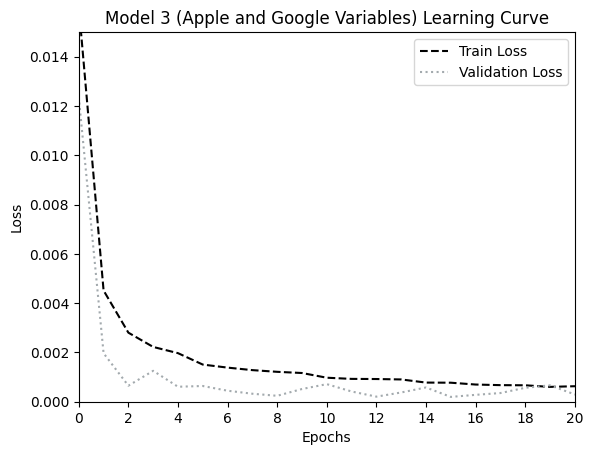 Model 3 (Apple and Google Variables) Learning Curve
Train Loss
Validation Loss
0.014
0.012
0.010
0.008
0.006
0.004
0.002
0.000
Loss
0 2 4 6 8 10 12 14 16 18 20
Epochs